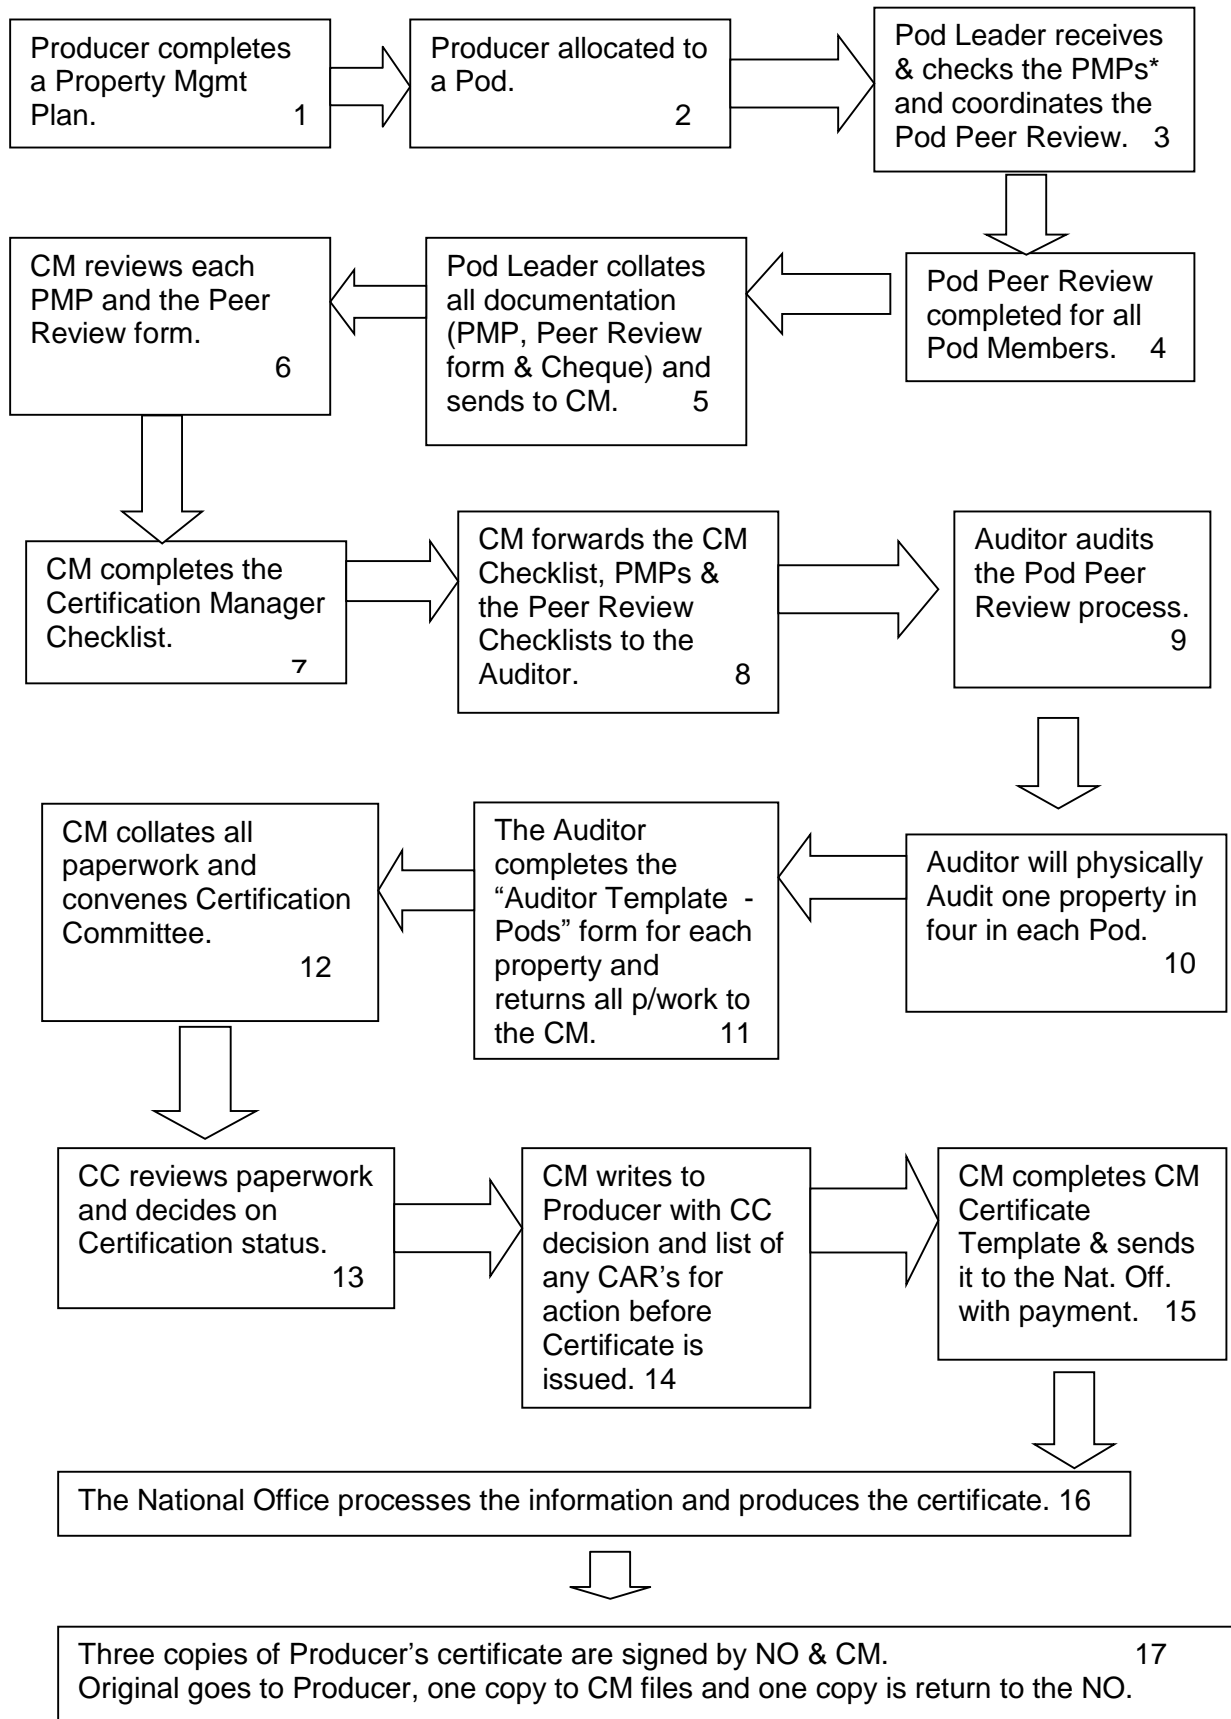 Producer completes
a Property Mgmt
Plan. 1
Producer allocated to
a Pod.
2
Pod Leader receives
& checks the PMPs*
and coordinates the
Pod Peer Review. 3
Pod Peer Review
completed for all
Pod Members. 4
Pod Leader collates
all documentation
(PMP, Peer Review
form & Cheque) and
sends to CM. 5
CM reviews each
PMP and the Peer
Review form.
6
CM completes the
Certification Manager
Checklist.
7
CM forwards the CM
Checklist, PMPs &
the Peer Review
Checklists to the
Auditor. 8
Auditor audits
the Pod Peer
Review process.
9
Auditor will physically
Audit one property in
four in each Pod.
10
The Auditor
completes the
“Auditor Template -
Pods” form for each
property and
returns all p/work to
the CM. 11
CM collates all
paperwork and
convenes Certification
Committee.
12
CC reviews paperwork
and decides on
Certification status.
13
CM writes to
Producer with CC
decision and list of
any CAR’s for
action before
Certificate is
issued. 14
CM completes CM
Certificate
Template & sends
it to the Nat. Off.
with payment. 15
The National Office processes the information and produces the certificate. 16
Three copies of Producer’s certificate are signed by NO & CM. 17
Original goes to Producer, one copy to CM files and one copy is return to the NO.